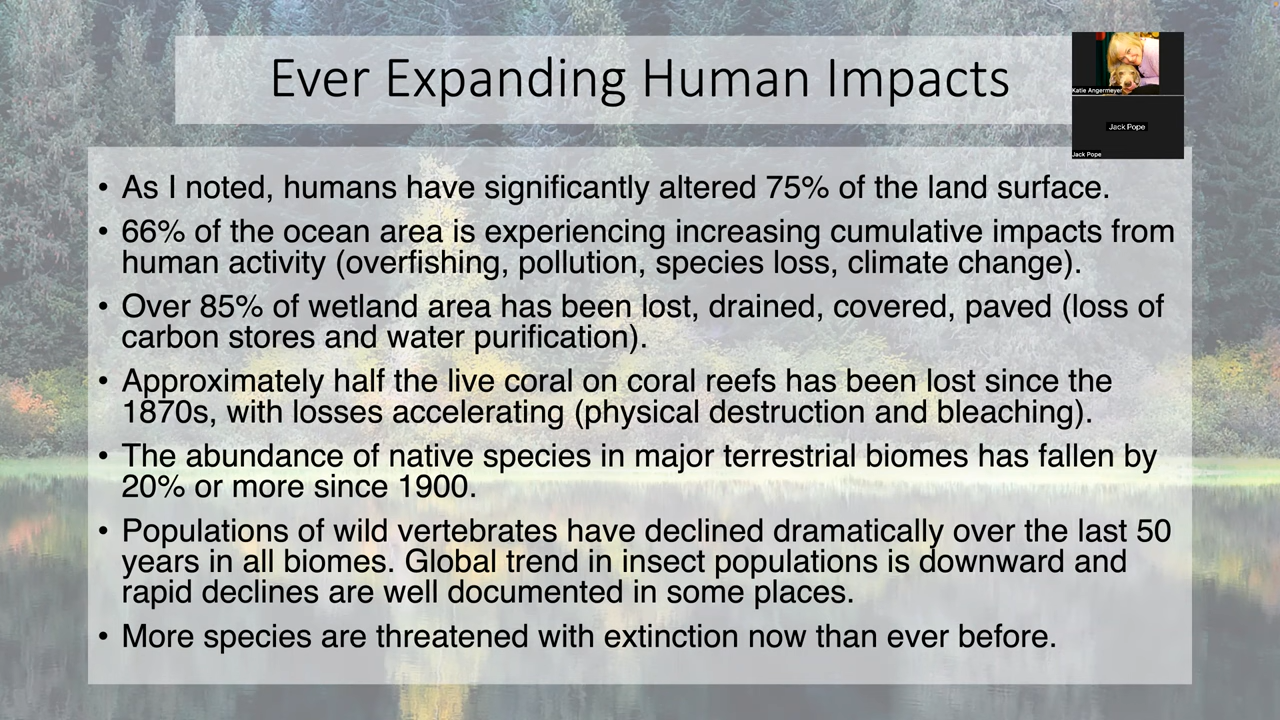 Ever Expanding Human Impacts
Katie Angermeyer
Jack Pope
Jack Pope
• As I noted, humans have significantly altered 75% of the land surface.
• 66% of the ocean area is experiencing increasing cumulative impacts from
human activity (overfishing, pollution, species loss, climate change).
• Over 85% of wetland area has been lost, drained, covered, paved (loss of
carbon stores and water purification).
• Approximately half the live coral on coral reefs has been lost since the
1870s, with losses accelerating (physical destruction and bleaching).
• The abundance of native species in major terrestrial biomes has fallen by
20% or more since 1900.
• Populations of wild vertebrates have declined dramatically over the last 50
years in all biomes. Global trend in insect populations is downward and
rapid declines are well documented in some places.
• More species are threatened with extinction now than ever before.